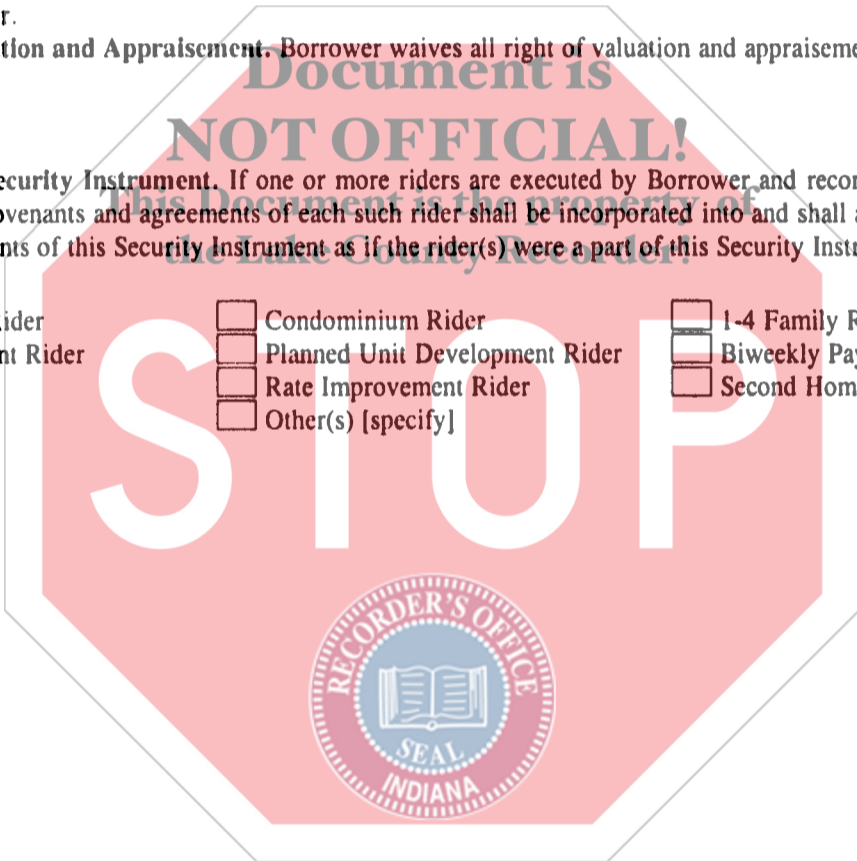 r.
tion and Appraisement. Borrower waives all right of valuation and appraiseme
Document is
NOT OFFICIAL!
ecurity Instrument. If one or more riders are executed by Borrower and recor
This Document is the property of
ovenants and agreements of each such rider shall be incorporated into and shall a
the Lake County Recorder!
nts of this Security Instrument as if the rider(s) were a part of this Security Instr
ider Condominium Rider 1-4 Family R
nt Rider Planned Unit Development Rider Biweekly Pay
Rate Improvement Rider Second Hom
Other(s) [specify]
STOP
RECORDER'S OFFICE
SEAL
INDIANA